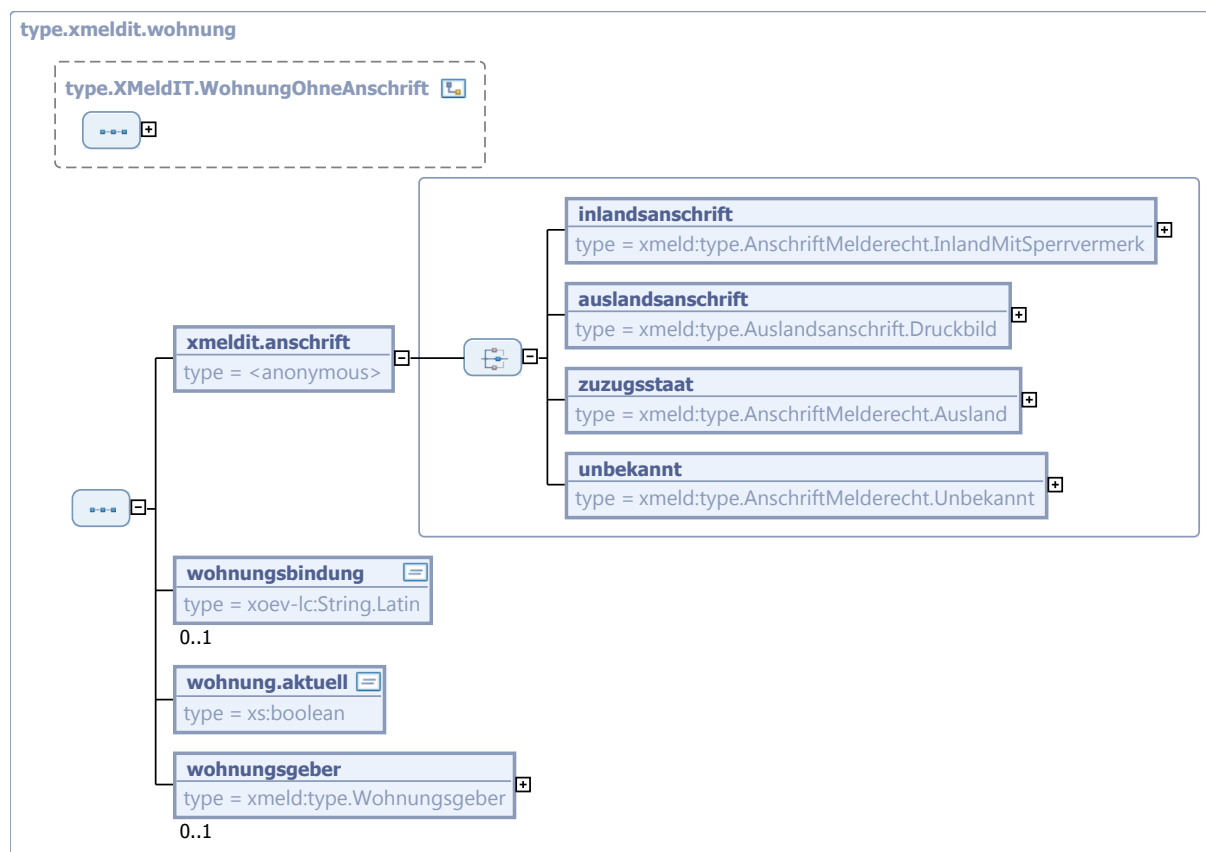 type.xmeldit.wohnung
type.XMeldIT.WohnungOhneAnschrift
inlandsanschrift
type = xmeld:type.AnschriftMelderecht.InlandMitSperrvermerk
auslandsanschrift
type = xmeld:type.Auslandsanschrift.Druckbild
xmeldit.anschrift
type = <anonymous>
zuzugsstaat
type = xmeld:type.AnschriftMelderecht.Ausland
unbekannt
type = xmeld:type.AnschriftMelderecht.Unbekannt
wohnungsbindung
type = xoev-lc:String.Latin
0..1
wohnung.aktuell
type = xs:boolean
wohnungsgeber
type = xmeld:type.Wohnungsgeber
0..1